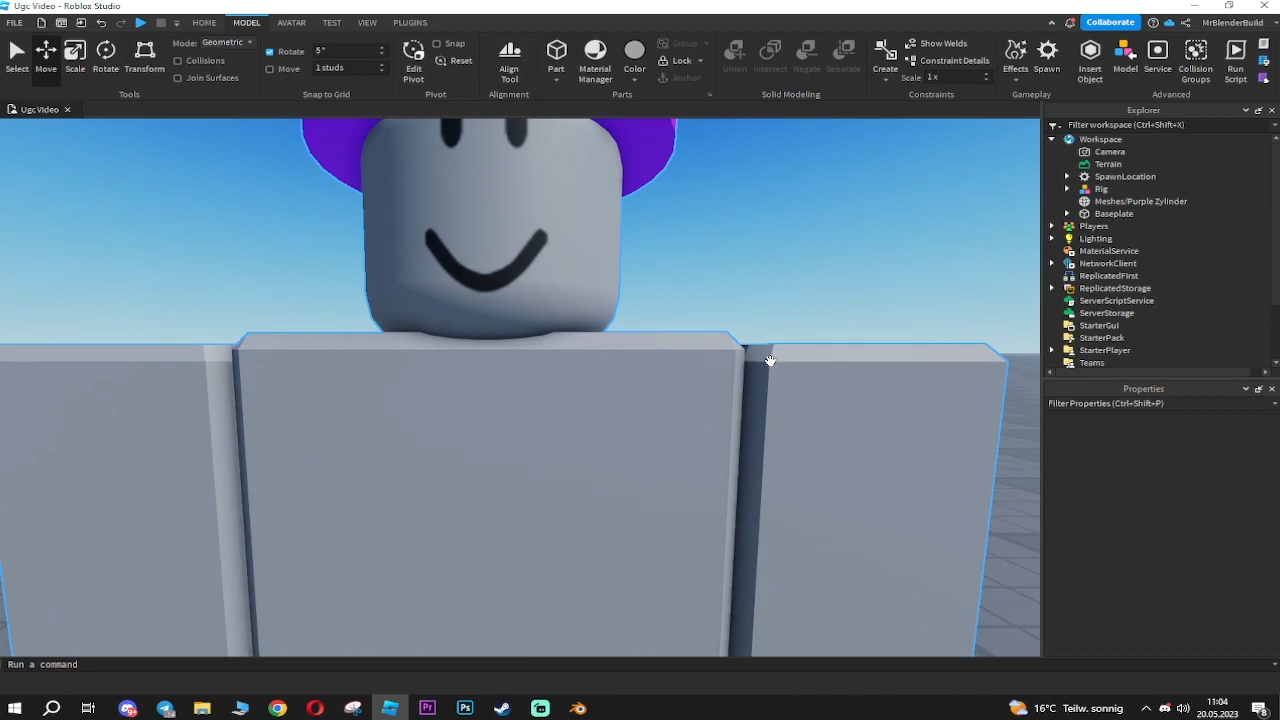 UgcVideo - Roblox Studio
FILE HOME MODEL AVATAR TEST VIEW PLUGINS Collaborate MrBlenderBuild
Select Move Scale Rotate Transform
Mode: Geometric
Collisions
Join Surfaces
Tools
Rotate 5°
Move 1 studs
Snap to Grid
Edit Pivot
Snap
Reset
Pivot
Align Tool
Alignment
Part Material Manager Color
Group
Lock
Anchor
Parts
Union Intersect Negate Separate
Solid Modeling
Create
Show Welds
Constraint Details
Scale 1 x
Constraints
Effects Spawn
Gameplay
Insert Object Model Service Collision Groups Run Script
Advanced
UgcVideo
Explorer
Filter workspace (Ctrl+Shift+X)
Workspace
Camera
Terrain
SpawnLocation
Rig
Meshes/Purple Zylinder
Baseplate
Players
Lighting
MaterialService
NetworkClient
ReplicatedFirst
ReplicatedStorage
ServerScriptService
ServerStorage
StarterGui
StarterPack
StarterPlayer
Teams
Properties
Filter Properties (Ctrl+Shift+P)
Run a command
16°C Teilw. sonnig
11:04
20.05.2023
8